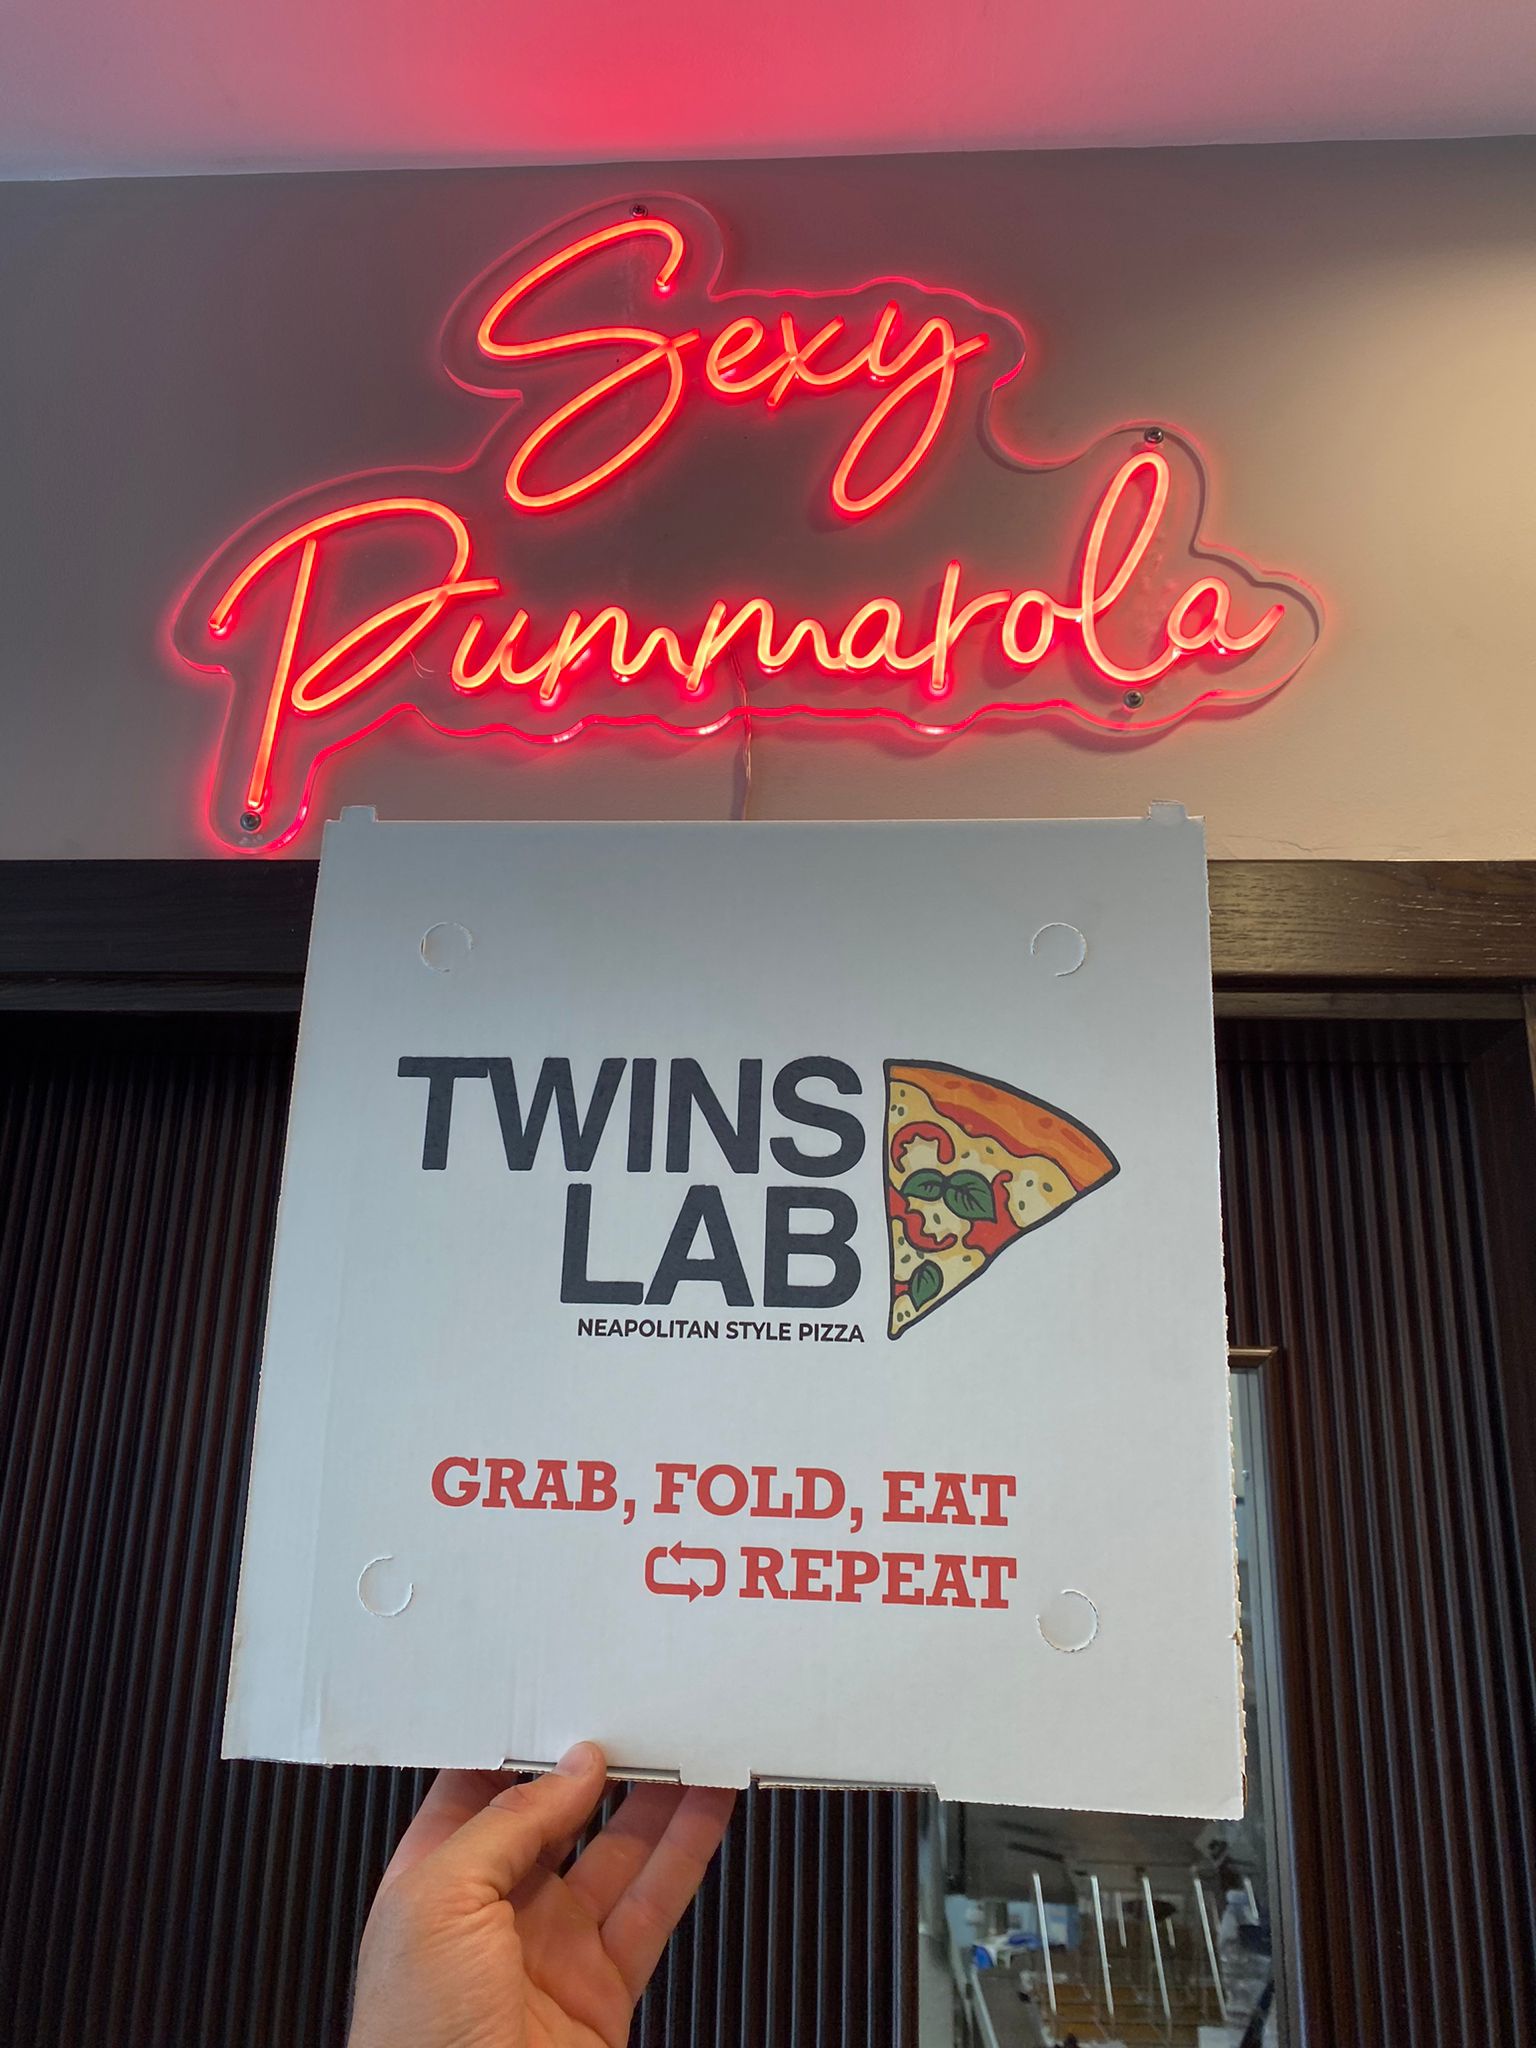 Sexy
Pummarola
TWINS
LAB
NEAPOLITAN STYLE PIZZA
GRAB, FOLD, EAT
REPEAT